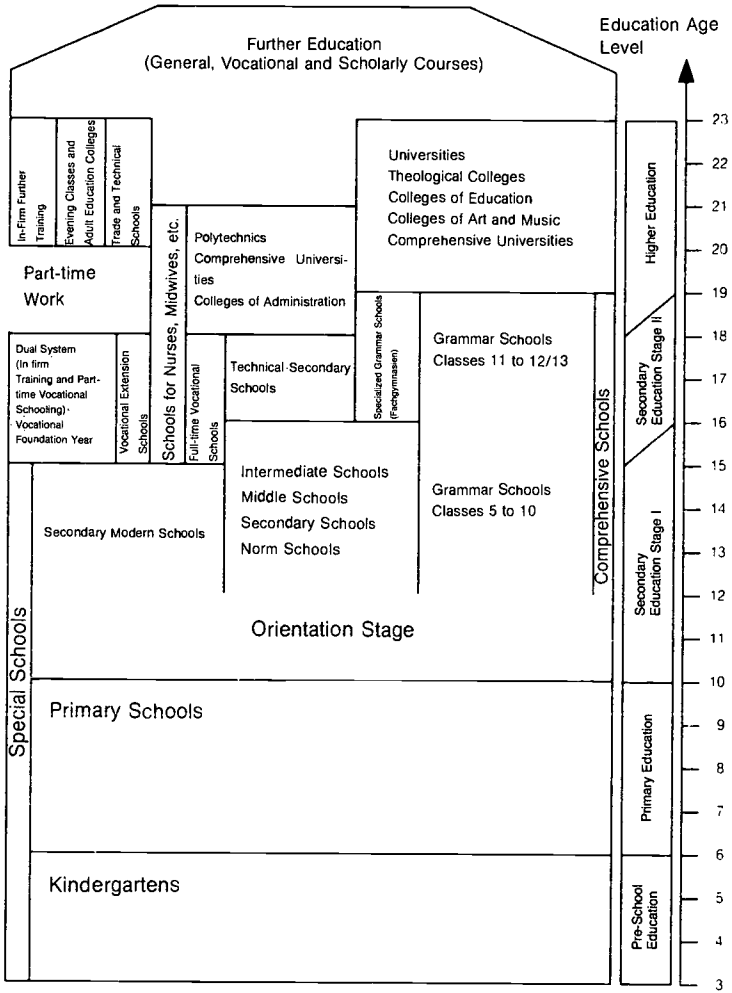 Education Age
Level
Further Education
(General, Vocational and Scholarly Courses)
In-Firm Further
Training
Evening Classes and
Adult Education Colleges
Trade and Technical
Schools
Part-time
Work
Dual System
(In firm
Training and Part-
time Vocational
Schooling)·
Vocational
Foundation Year
Vocational Extension
Schools
Schools for Nurses, Midwives, etc.
Polytechnics
Comprehensive Universi-
ties
Colleges of Administration
Full-time Vocational
Schools
Technical·Secondary
Schools
Universities
Theological Colleges
Colleges of Education
Colleges of Art and Music
Comprehensive Universities
Specialized Grammar Schools
(Fachgymnasien)
Grammar Schools
Classes 11 to 12/13
Comprehensive Schools
Secondary Modern Schools
Intermediate Schools
Middle Schools
Secondary Schools
Norm Schools
Grammar Schools
Classes 5 to 10
Orientation Stage
Special Schools
Primary Schools
Kindergartens
Higher Education
Secondary
Education Stage II
Secondary
Education Stage I
Primary Education
Pre-School
Education
23
22
21
20
19
18
17
16
15
14
13
12
11
10
9
8
7
6
5
4
3